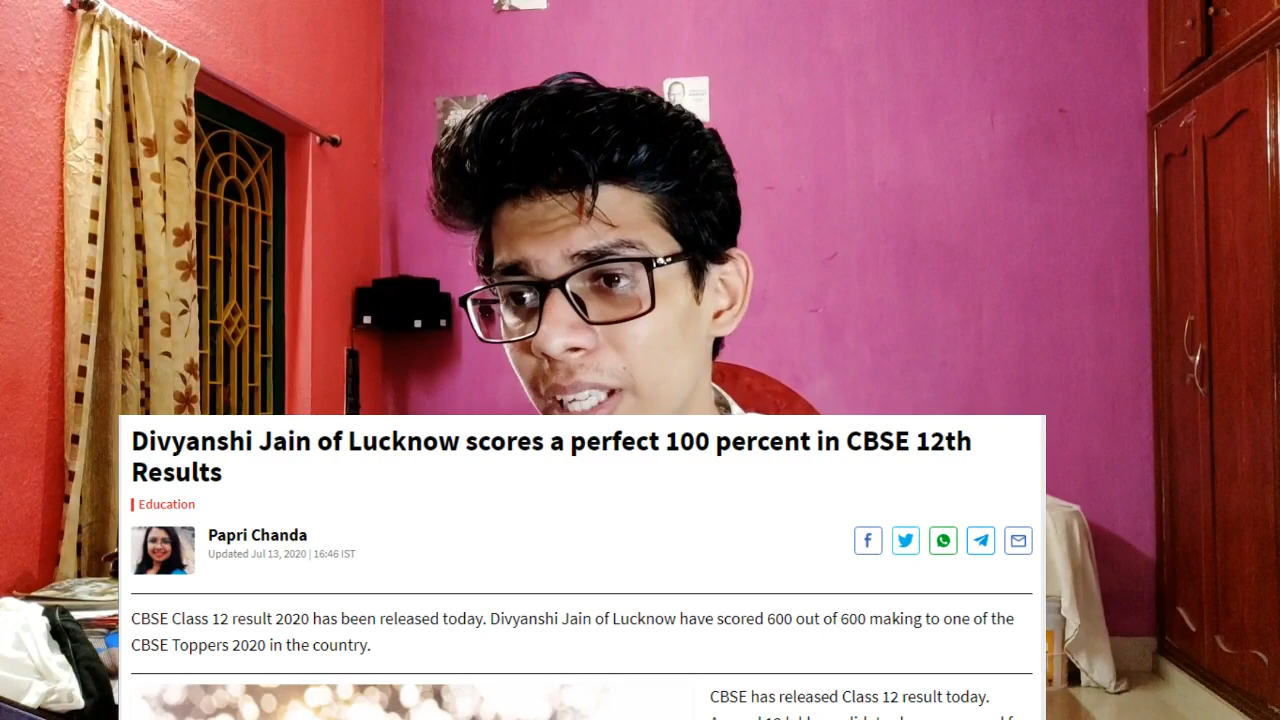 Divyanshi Jain of Lucknow scores a perfect 100 percent in CBSE 12th
Results
Education
Papri Chanda
Updated Jul 13, 2020 | 16:46 IST
CBSE Class 12 result 2020 has been released today. Divyanshi Jain of Lucknow have scored 600 out of 600 making to one of the
CBSE Toppers 2020 in the country.
CBSE has released Class 12 result today.